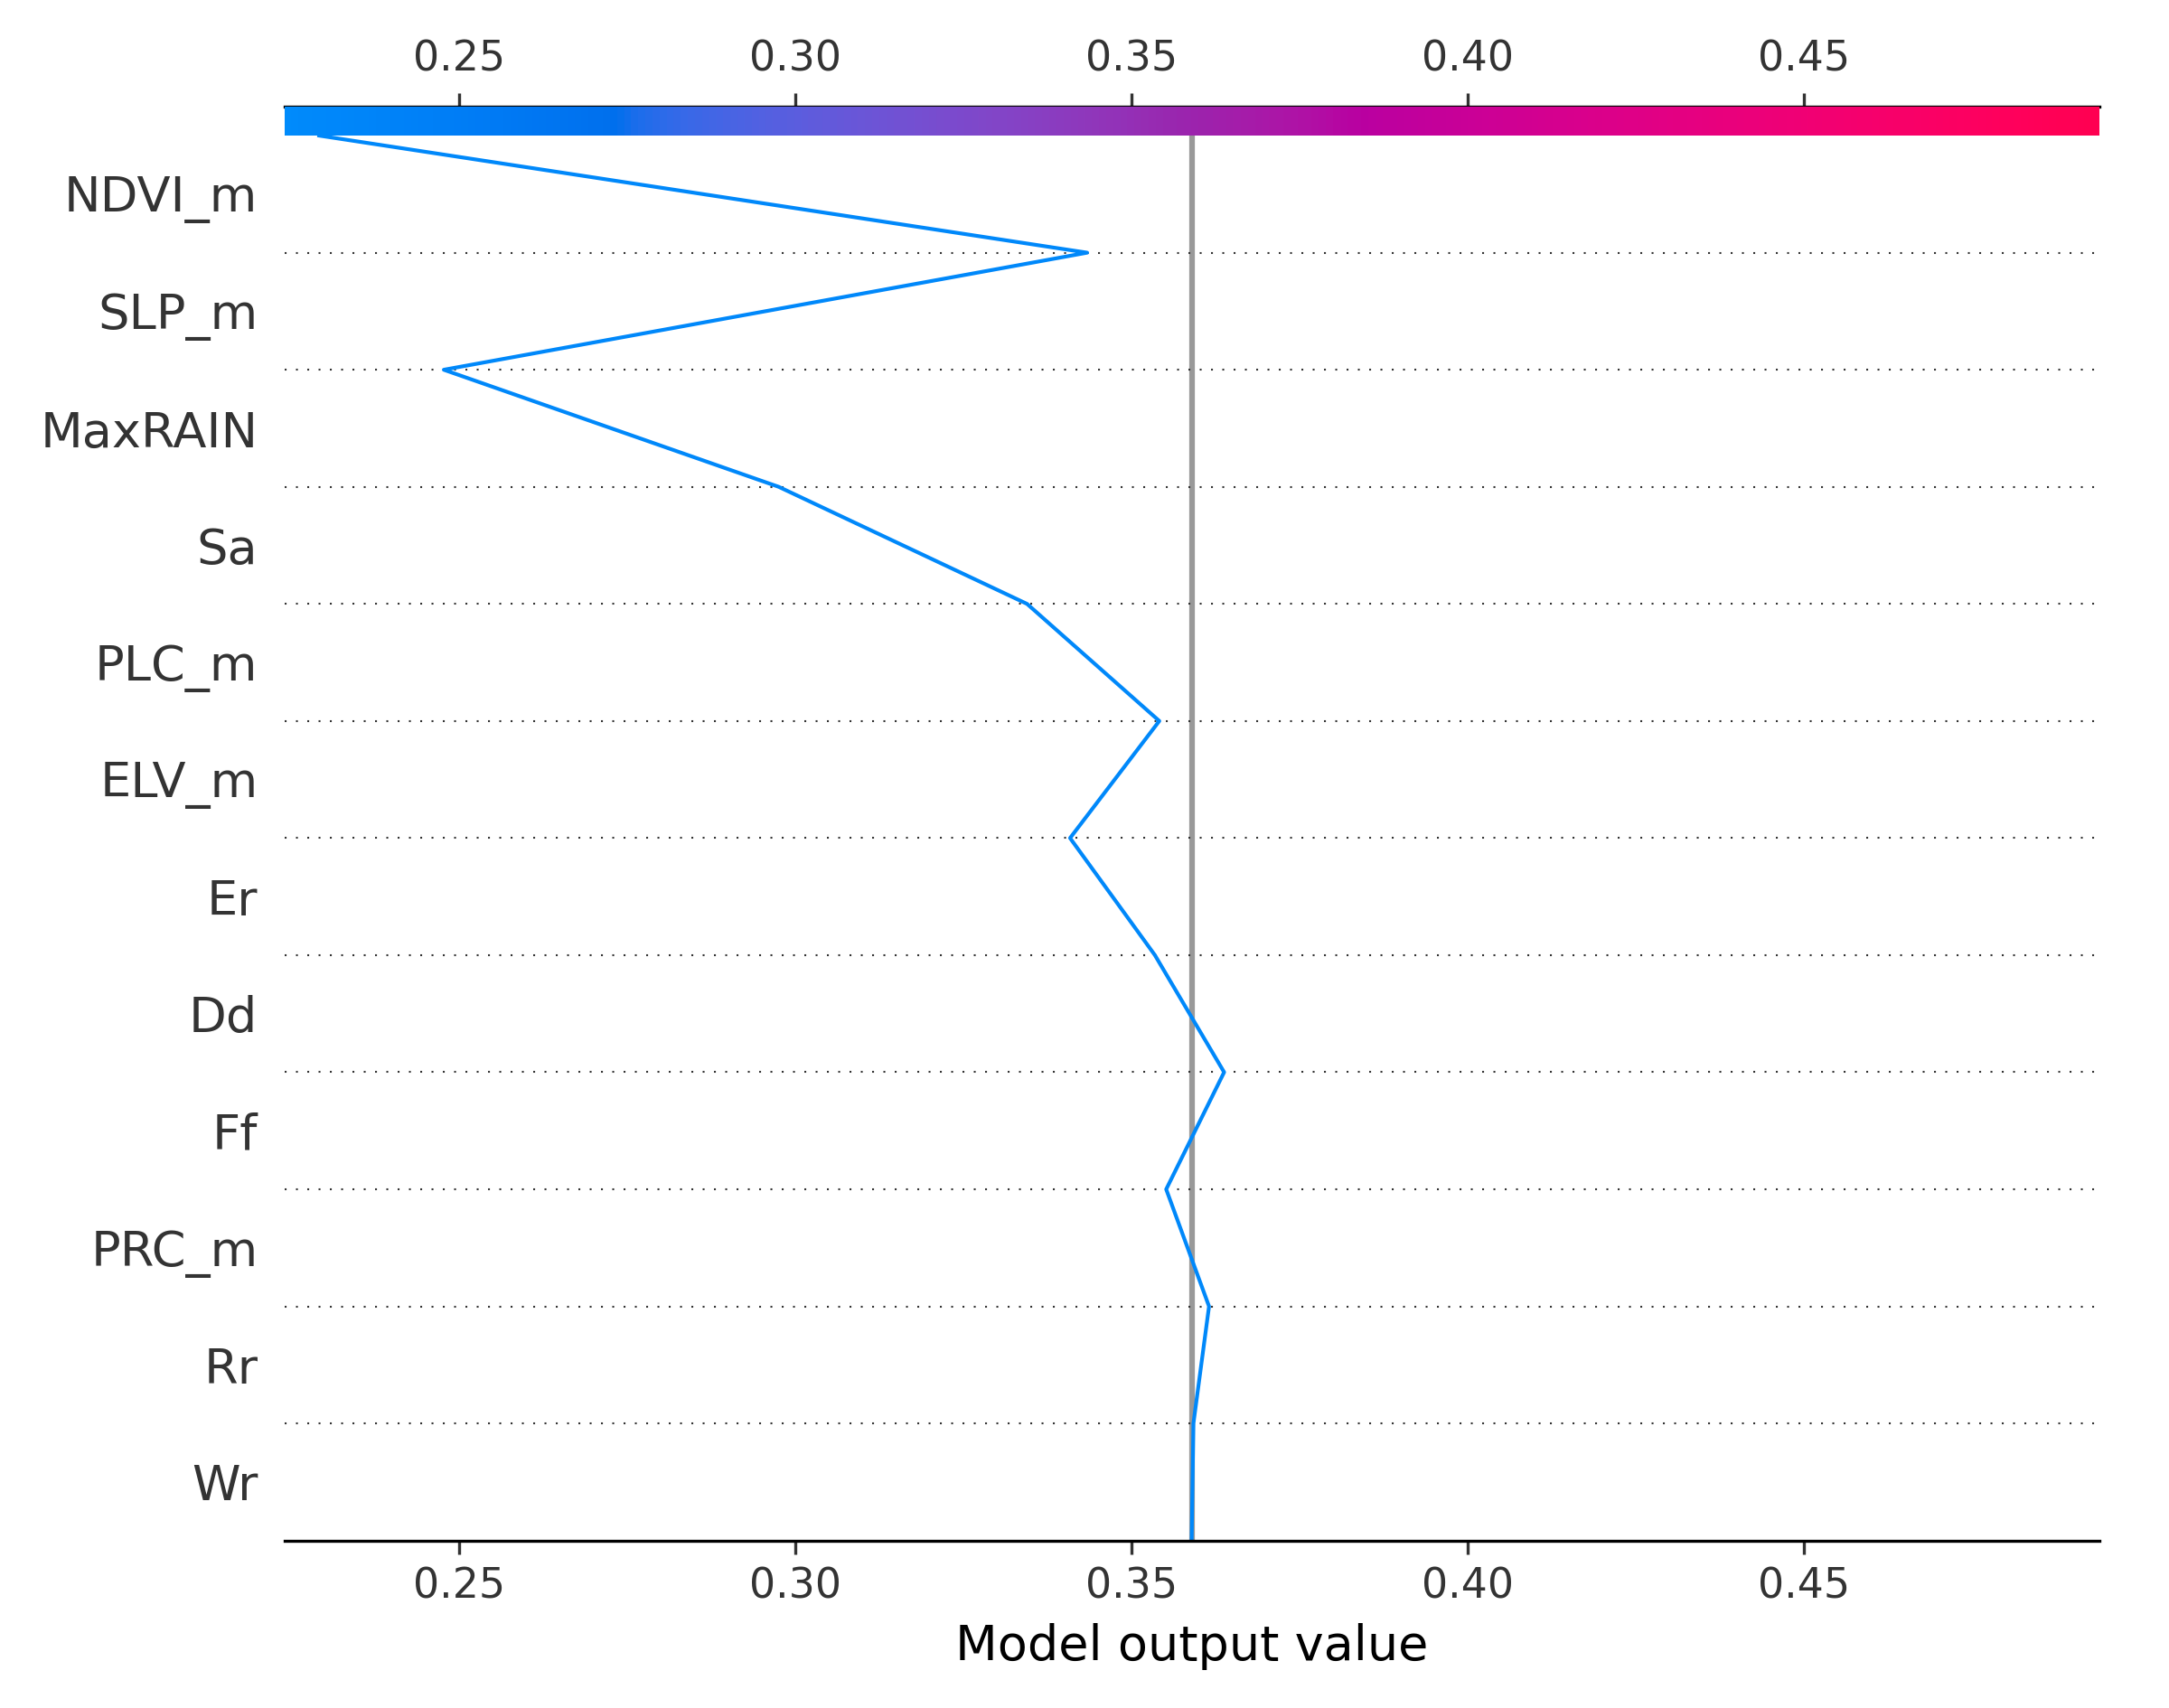 0.25 0.30 0.35 0.40 0.45
NDVI_m
SLP_m
MaxRAIN
Sa
PLC_m
ELV_m
Er
Dd
Ff
PRC_m
Rr
Wr
0.25 0.30 0.35 0.40 0.45
Model output value